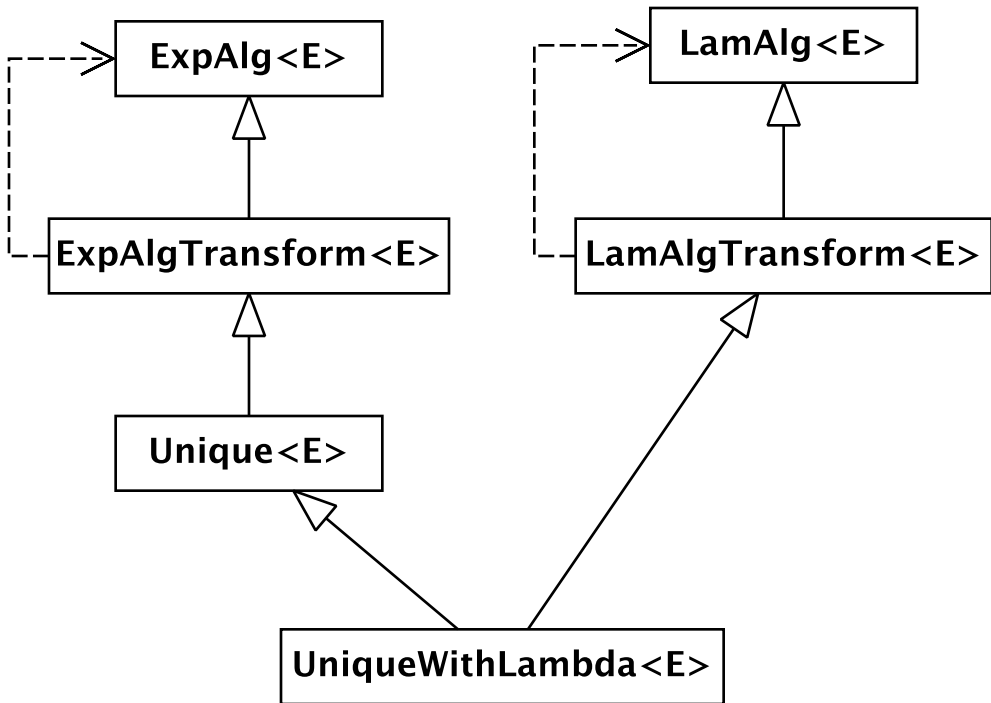 ExpAlg<E>
LamAlg<E>
ExpAlgTransform<E>
LamAlgTransform<E>
Unique<E>
UniqueWithLambda<E>